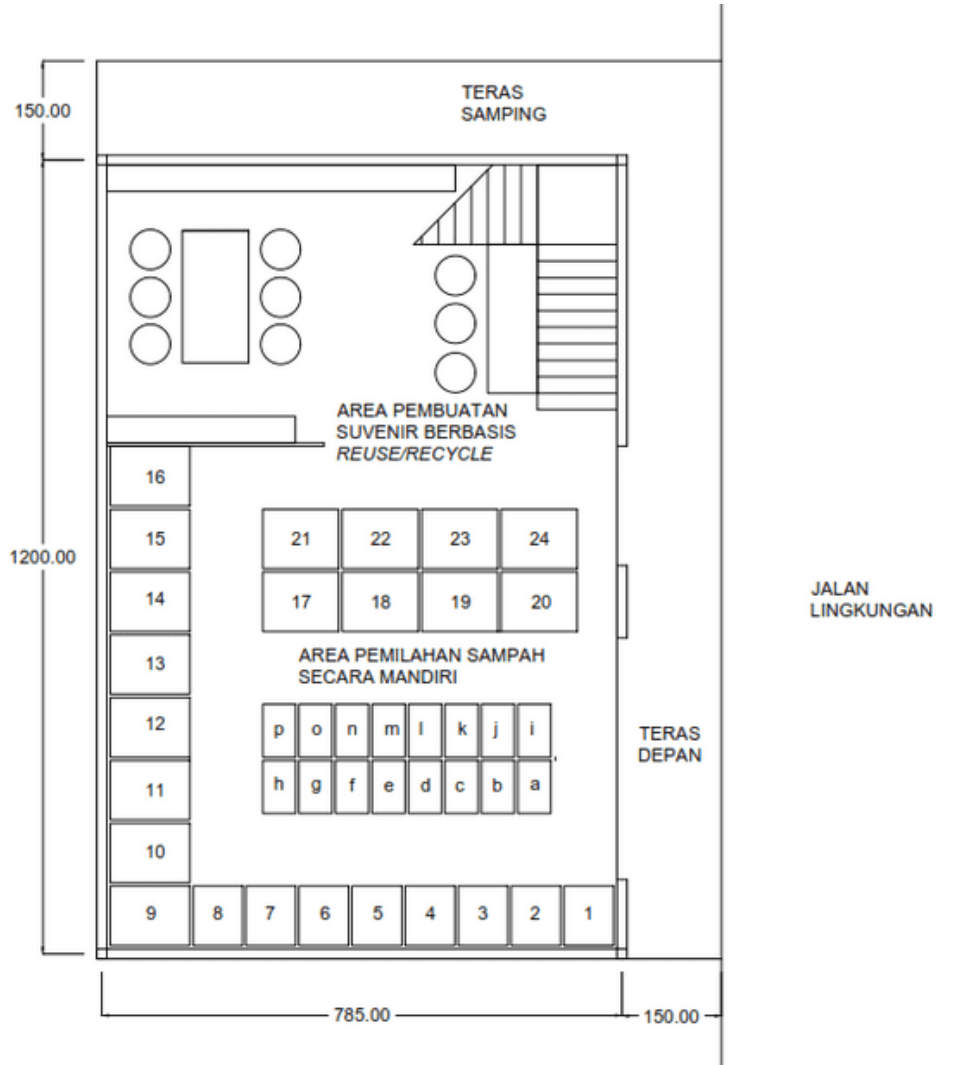 TERAS
SAMPING
150.00
AREA PEMBUATAN
SUVENIR BERBASIS
REUSE/RECYCLE
16
15
21 22 23 24
1200.00
14
17 18 19 20
JALAN
LINGKUNGAN
13
AREA PEMILAHAN SAMPAH
SECARA MANDIRI
12
p o n m l k j i
TERAS
DEPAN
11
h g f e d c b a
10
9 8 7 6 5 4 3 2 1
785.00
150.00